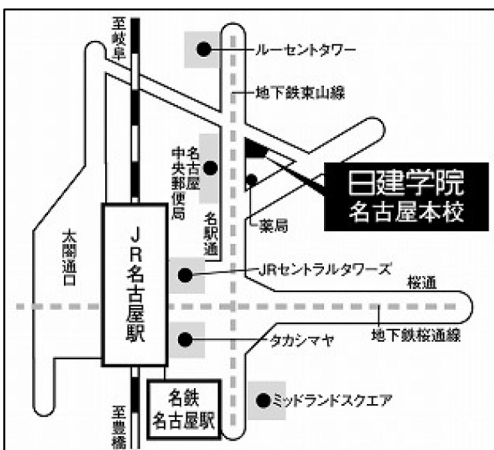 至岐阜
ルーセントタワー
地下鉄東山線
名古屋
中央郵便局
日建学院
名古屋本校
名駅通
薬局
太閤通口
JR名古屋駅
JRセントラルタワーズ
桜通
地下鉄桜通線
タカシマヤ
名鉄
名古屋駅
ミッドランドスクエア
至豊橋